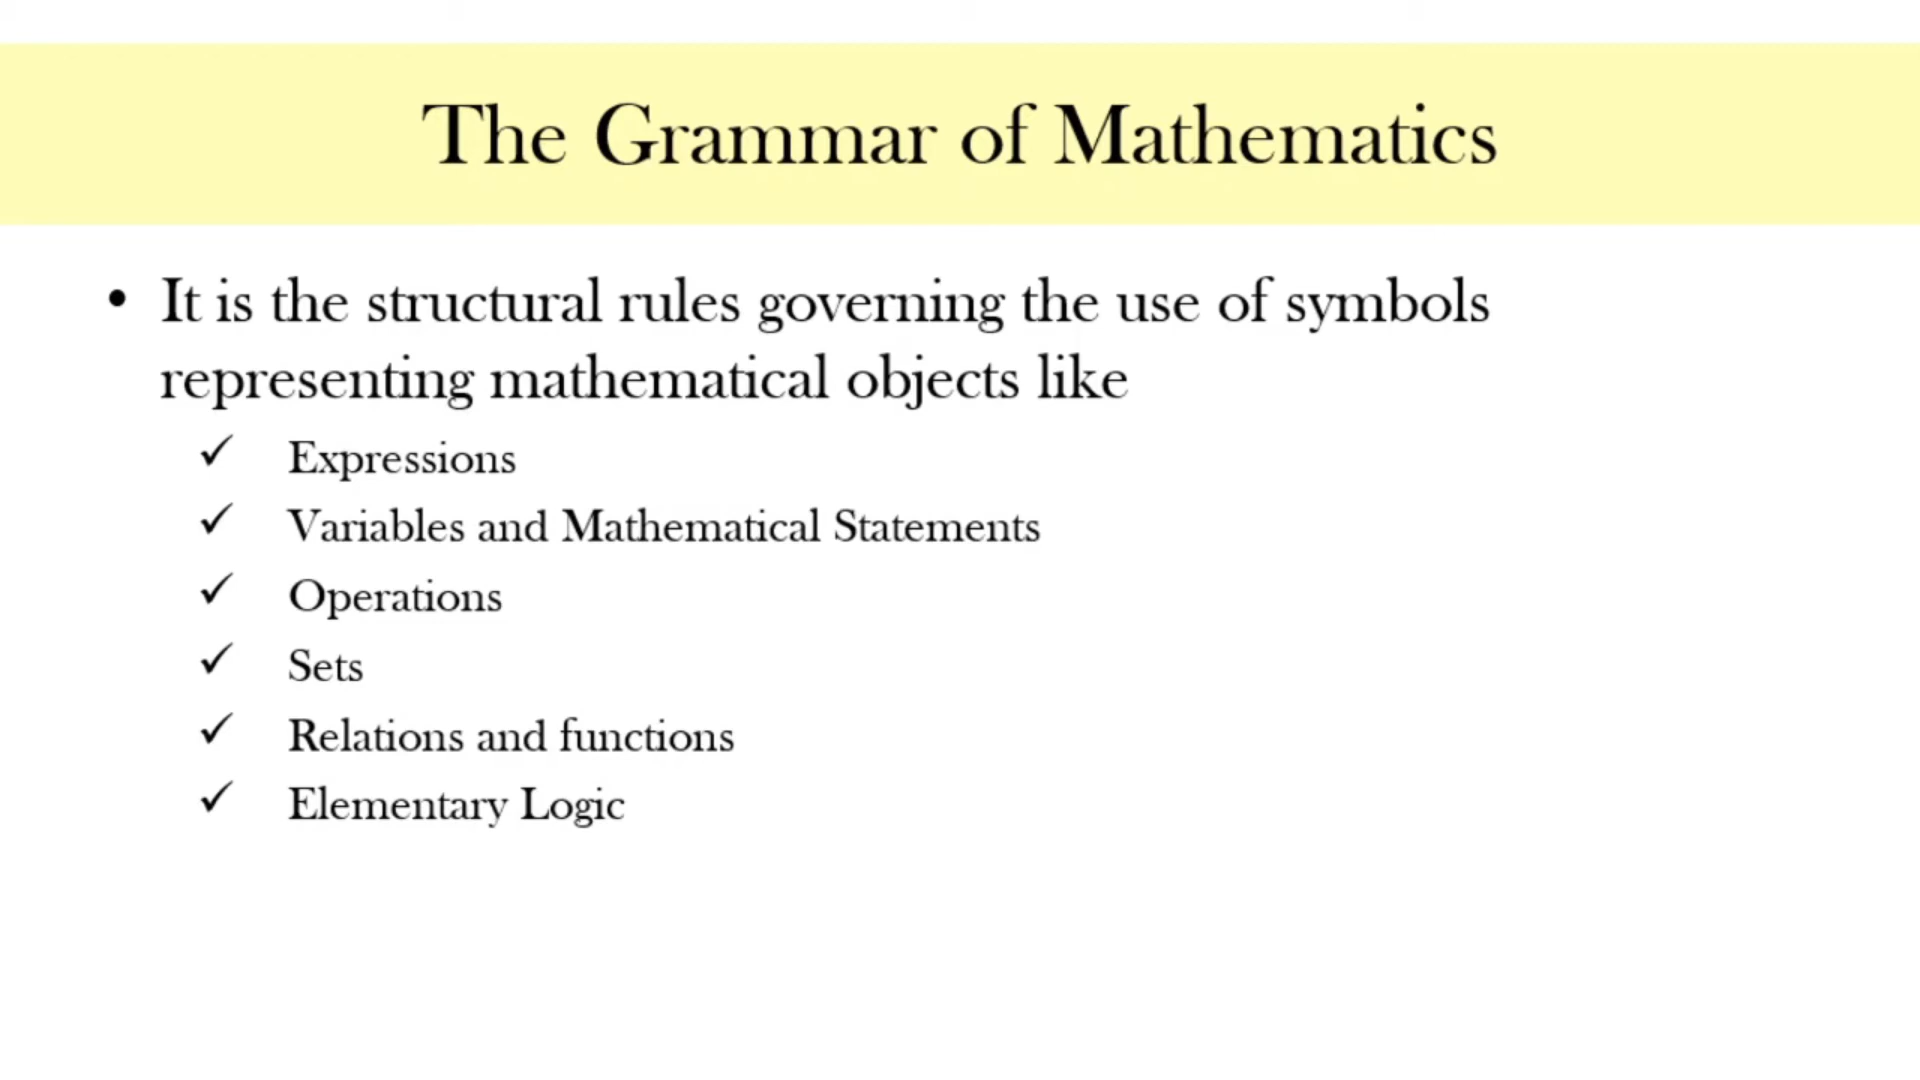 The Grammar of Mathematics
• It is the structural rules governing the use of symbols
representing mathematical objects like
✓ Expressions
✓ Variables and Mathematical Statements
✓ Operations
✓ Sets
✓ Relations and functions
✓ Elementary Logic